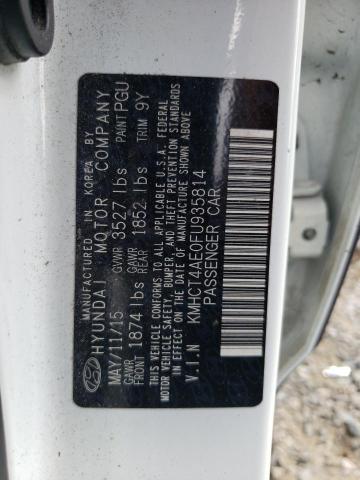 MANUFACTURED IN KOREA BY
HYUNDAI MOTOR COMPANY
MAY/11/15 GVWR 3527 lbs PAINT PGU
GAWR FRONT 1874 lbs GAWR REAR 1852 lbs TRIM 9Y
THIS VEHICLE CONFORMS TO ALL APPLICABLE U.S.A. FEDERAL
MOTOR VEHICLE SAFETY, BUMPER, AND THEFT PREVENTION STANDARDS
IN EFFECT ON THE DATE OF MANUFACTURE SHOWN ABOVE.
V.I.N KMHCT4AE0FU935814
PASSENGER CAR